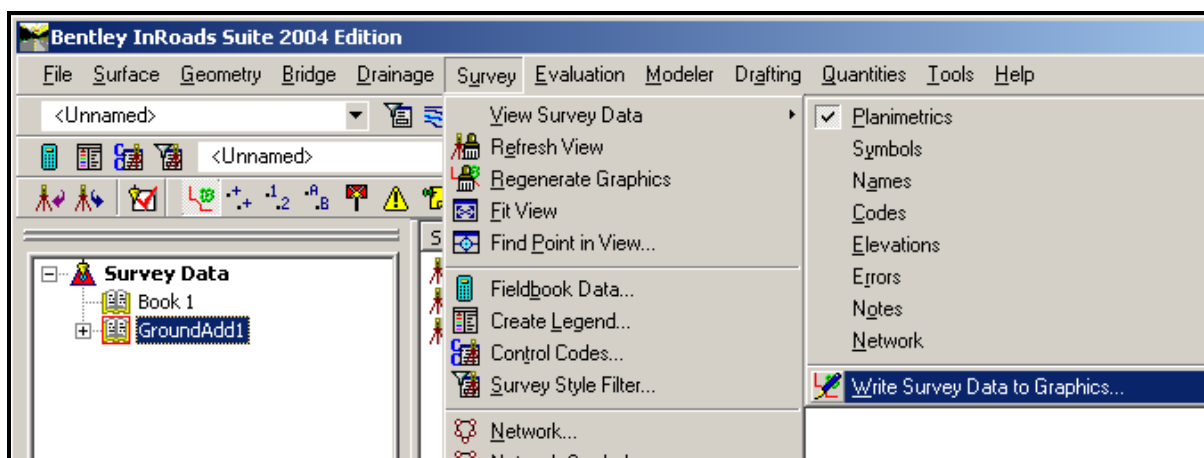 Bentley InRoads Suite 2004 Edition
File Surface Geometry Bridge Drainage Survey Evaluation Modeler Drafting Quantities Tools Help
<Unnamed>
<Unnamed>
Survey Data
Book 1
GroundAdd1
S
View Survey Data
Refresh View
Regenerate Graphics
Fit View
Find Point in View...
Fieldbook Data...
Create Legend...
Control Codes...
Survey Style Filter...
Network...
Planimetrics
Symbols
Names
Codes
Elevations
Errors
Notes
Network
Write Survey Data to Graphics...